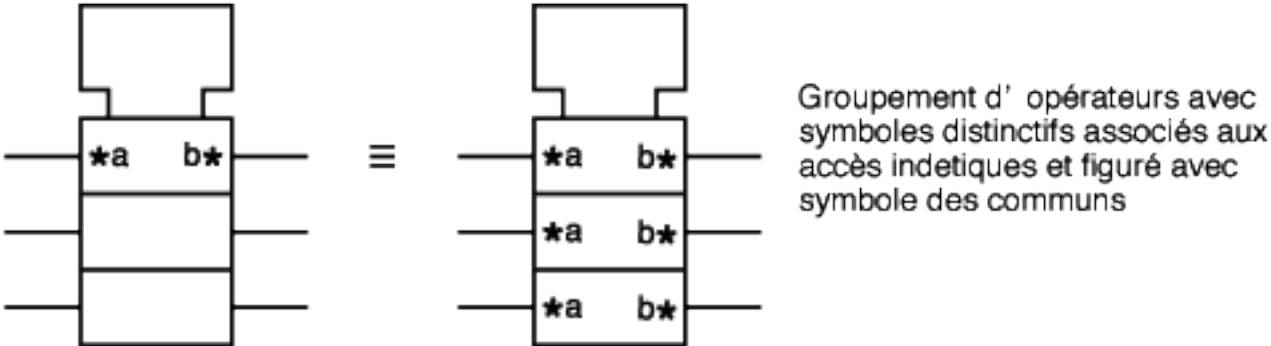 Groupement d' opérateurs avec
symboles distinctifs associés aux
accès indetiques et figuré avec
symbole des communs
*a b* ≡ *a b*
*a b*
*a b*